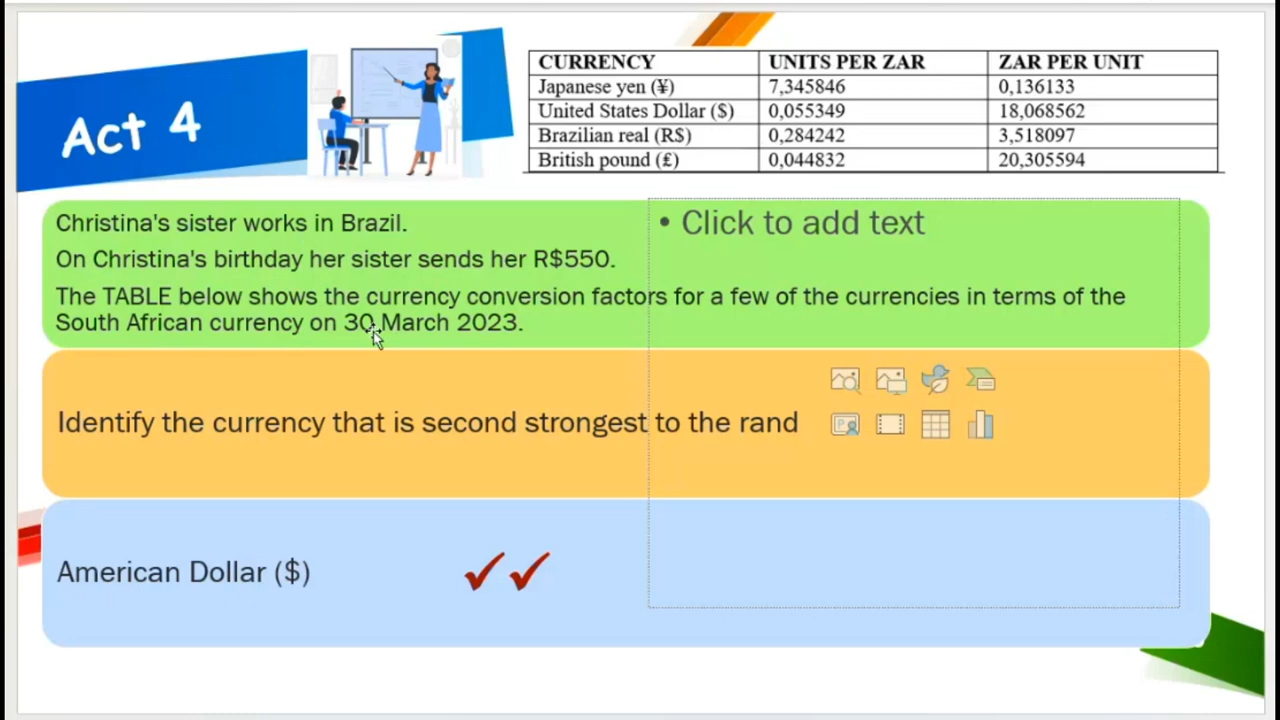 Act 4
CURRENCY UNITS PER ZAR ZAR PER UNIT
Japanese yen (¥) 7,345846 0,136133
United States Dollar ($) 0,055349 18,068562
Brazilian real (R$) 0,284242 3,518097
British pound (£) 0,044832 20,305594
Christina's sister works in Brazil.
• Click to add text
On Christina's birthday her sister sends her R$550.
The TABLE below shows the currency conversion factors for a few of the currencies in terms of the
South African currency on 30 March 2023.
Identify the currency that is second strongest to the rand
American Dollar ($)